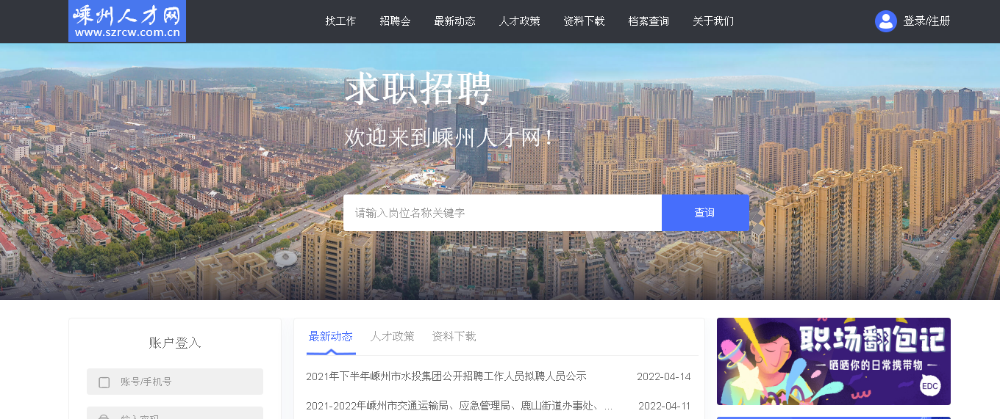 嵊州人才网
www.szrcw.com.cn
找工作 招聘会 最新动态 人才政策 资料下载 档案查询 关于我们
登录/注册
求职招聘
欢迎来到嵊州人才网！
请输入岗位名称关键字
查询
账户登入
账号/手机号
输入密码
最新动态 人才政策 资料下载
2021年下半年嵊州市水投集团公开招聘工作人员拟聘人员公示 2022-04-14
2021-2022年嵊州市交通运输局、应急管理局、鹿山街道办事处、... 2022-04-11
职场翻包记
晒晒你的日常携带物
EDC